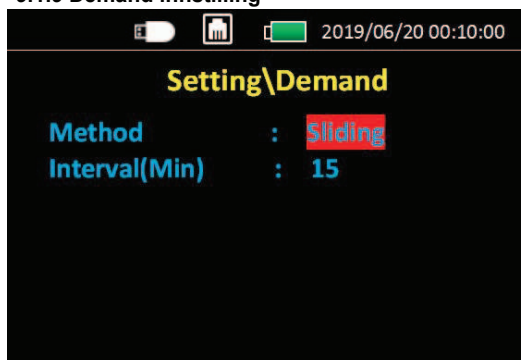 2019/06/20 00:10:00
Setting\Demand
Method : Sliding
Interval(Min) : 15